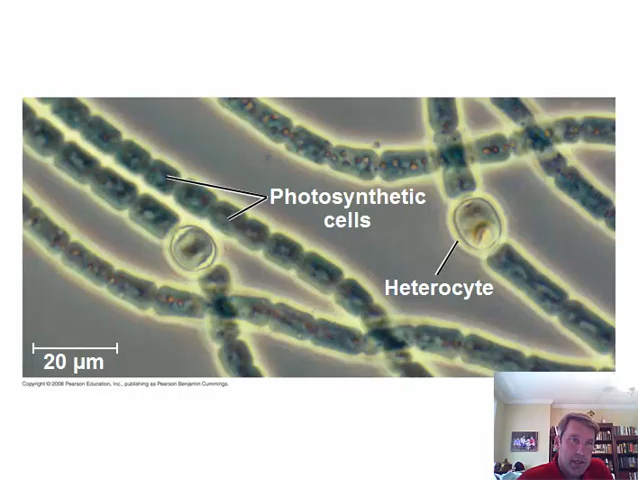 Photosynthetic
cells
Heterocyte
20 µm
Copyright © 2008 Pearson Education, Inc., publishing as Pearson Benjamin Cummings.